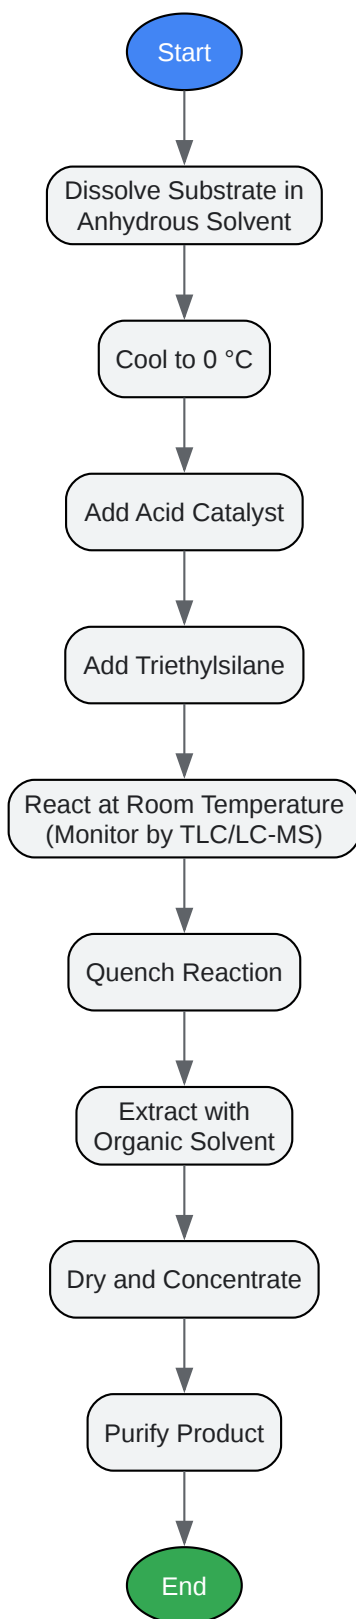 Start
Dissolve Substrate in
Anhydrous Solvent
Cool to 0 °C
Add Acid Catalyst
Add Triethylsilane
React at Room Temperature
(Monitor by TLC/LC-MS)
Quench Reaction
Extract with
Organic Solvent
Dry and Concentrate
Purify Product
End